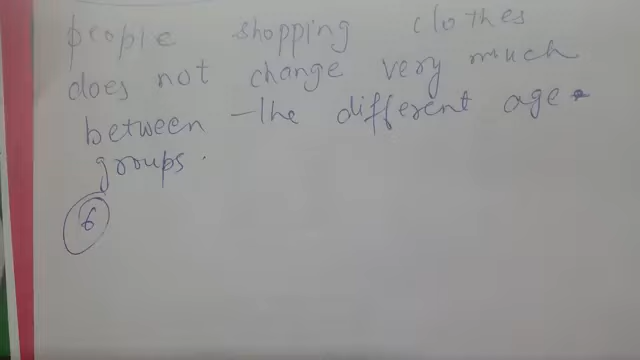 people shopping clothes
does not change very much
between the different age
groups.
6